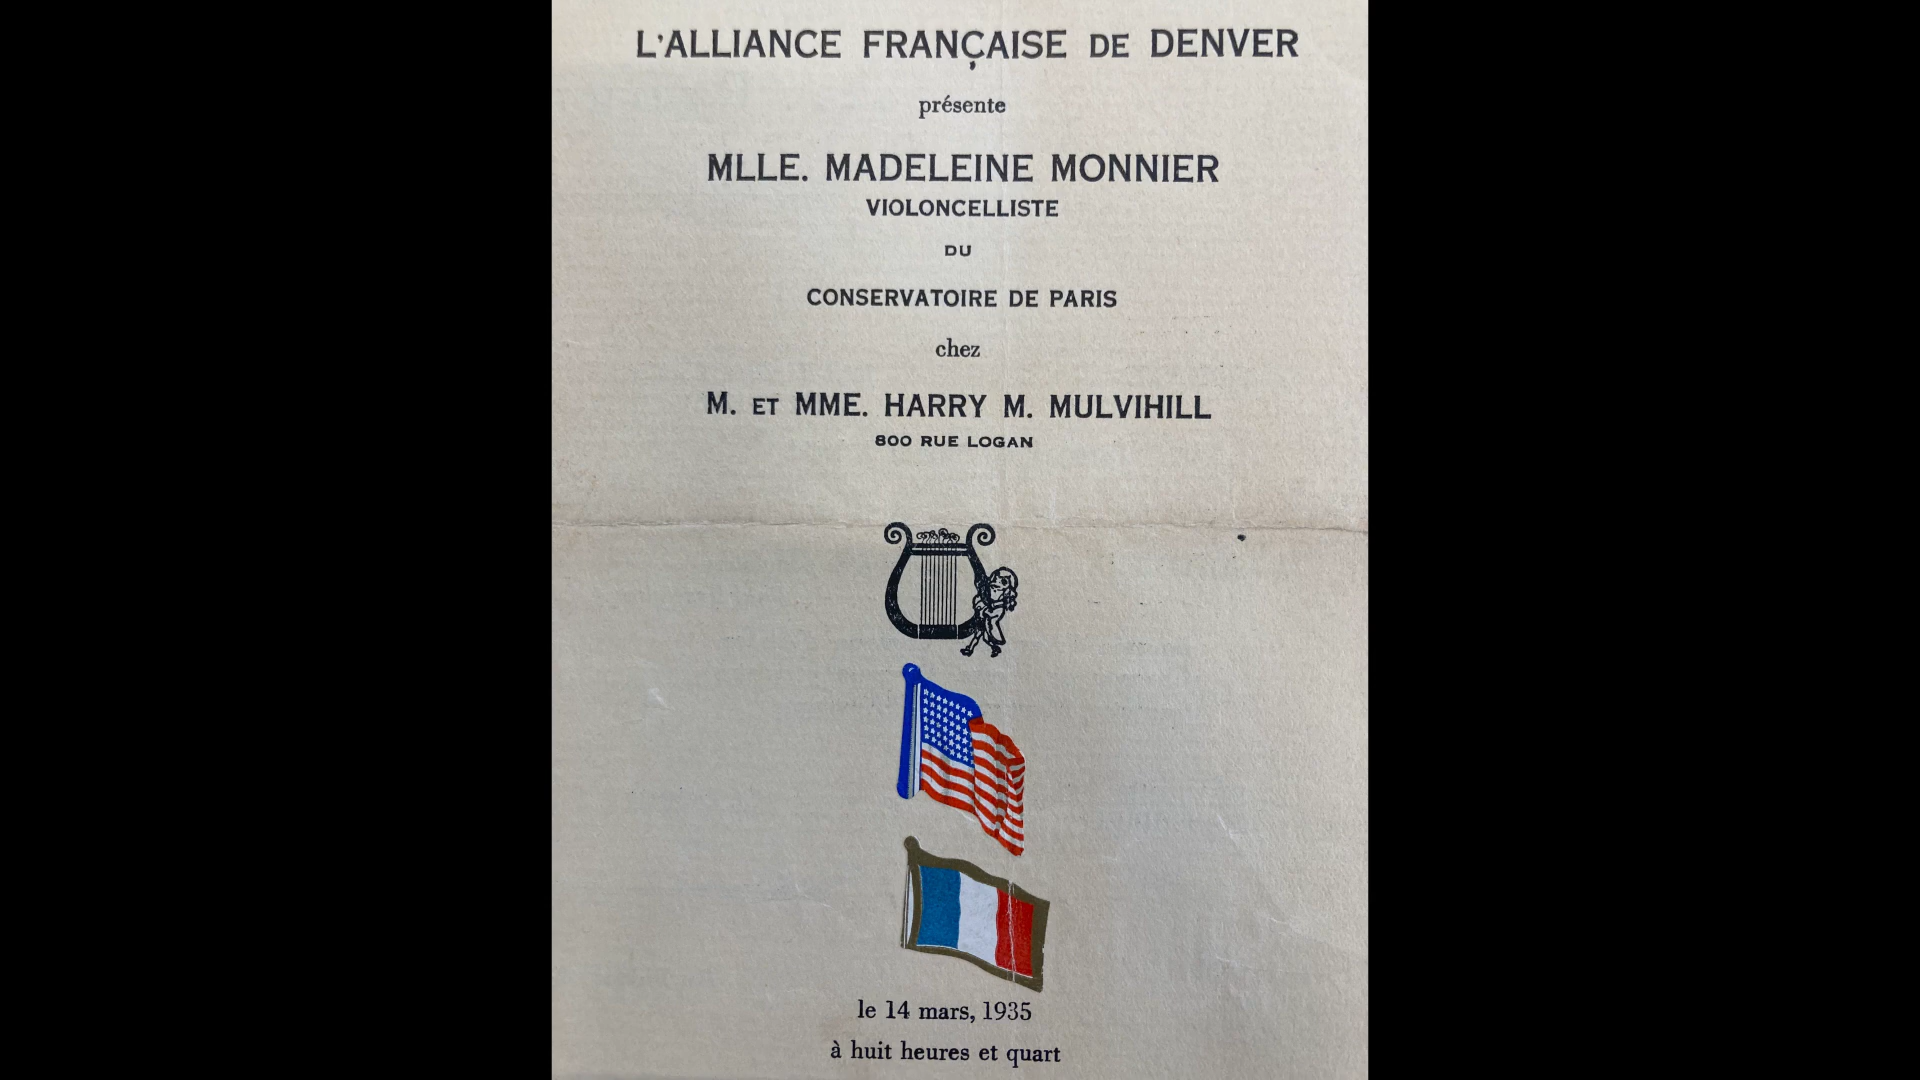 L'ALLIANCE FRANÇAISE DE DENVER
présente
MLLE. MADELEINE MONNIER
VIOLONCELLISTE
DU
CONSERVATOIRE DE PARIS
chez
M. ET MME. HARRY M. MULVIHILL
800 RUE LOGAN
le 14 mars, 1935
à huit heures et quart